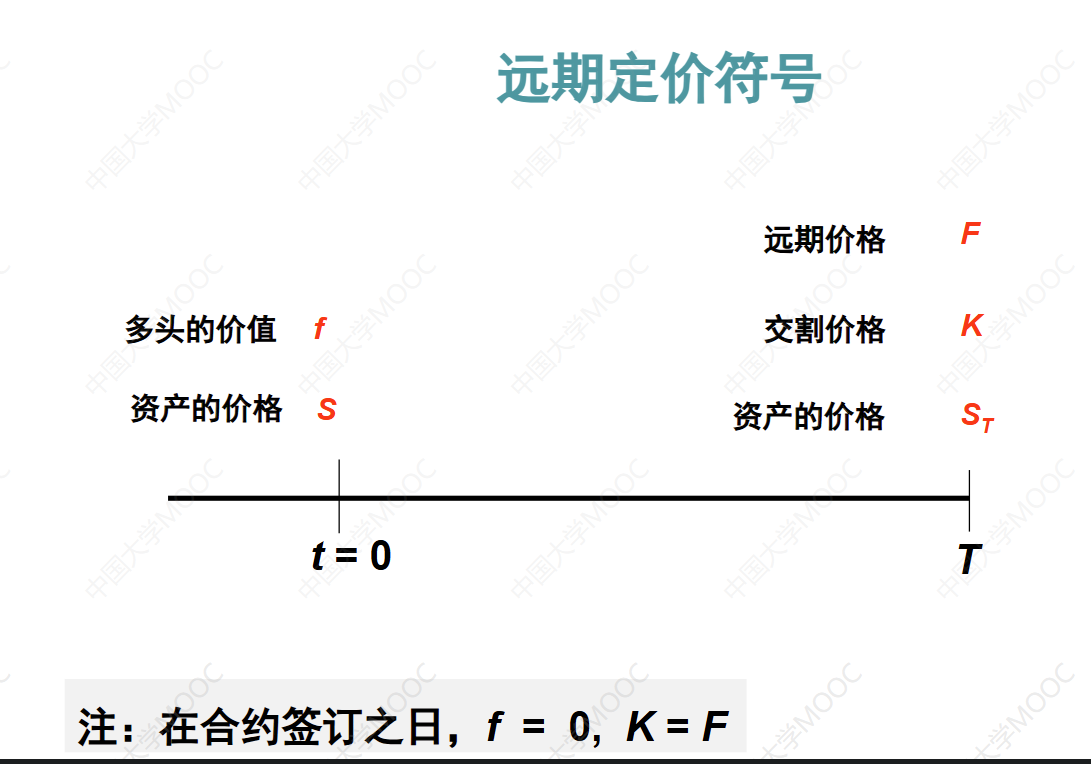 远期定价符号
远期价格 F
多头的价值 f
交割价格 K
资产的价格 S
资产的价格 S_T
t = 0
T
注：在合约签订之日，f = 0, K = F
中国大学MOOC